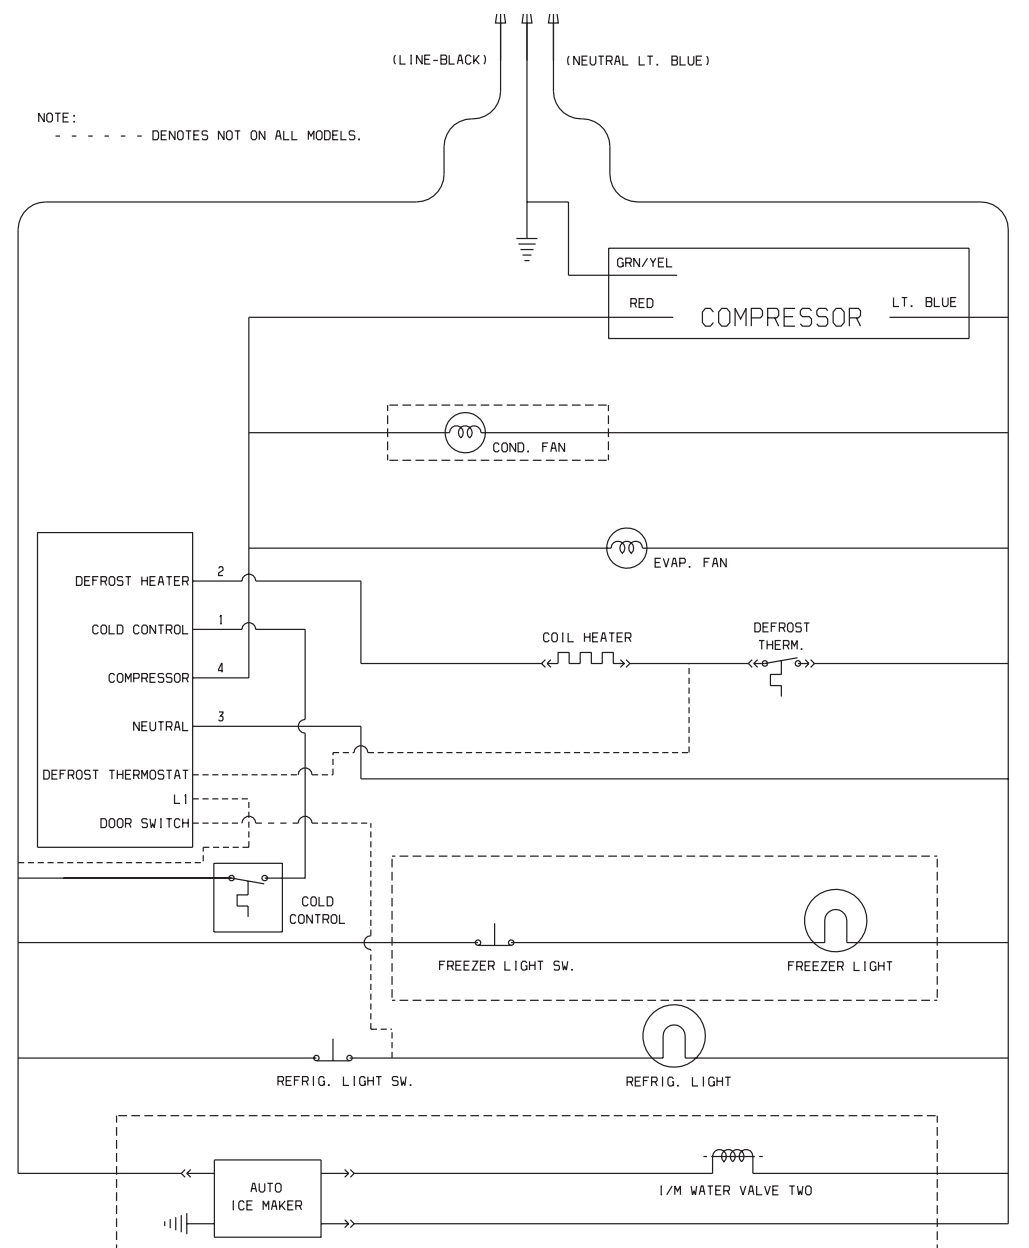 (LINE-BLACK)
(NEUTRAL LT. BLUE)
NOTE:
- - - - - - DENOTES NOT ON ALL MODELS.
GRN/YEL
RED
COMPRESSOR
LT. BLUE
COND. FAN
EVAP. FAN
DEFROST HEATER
2
COLD CONTROL
1
COMPRESSOR
4
NEUTRAL
3
DEFROST THERMOSTAT
L1
DOOR SWITCH
COIL HEATER
DEFROST
THERM.
COLD
CONTROL
FREEZER LIGHT SW.
FREEZER LIGHT
REFRIG. LIGHT SW.
REFRIG. LIGHT
AUTO
ICE MAKER
I/M WATER VALVE TWO